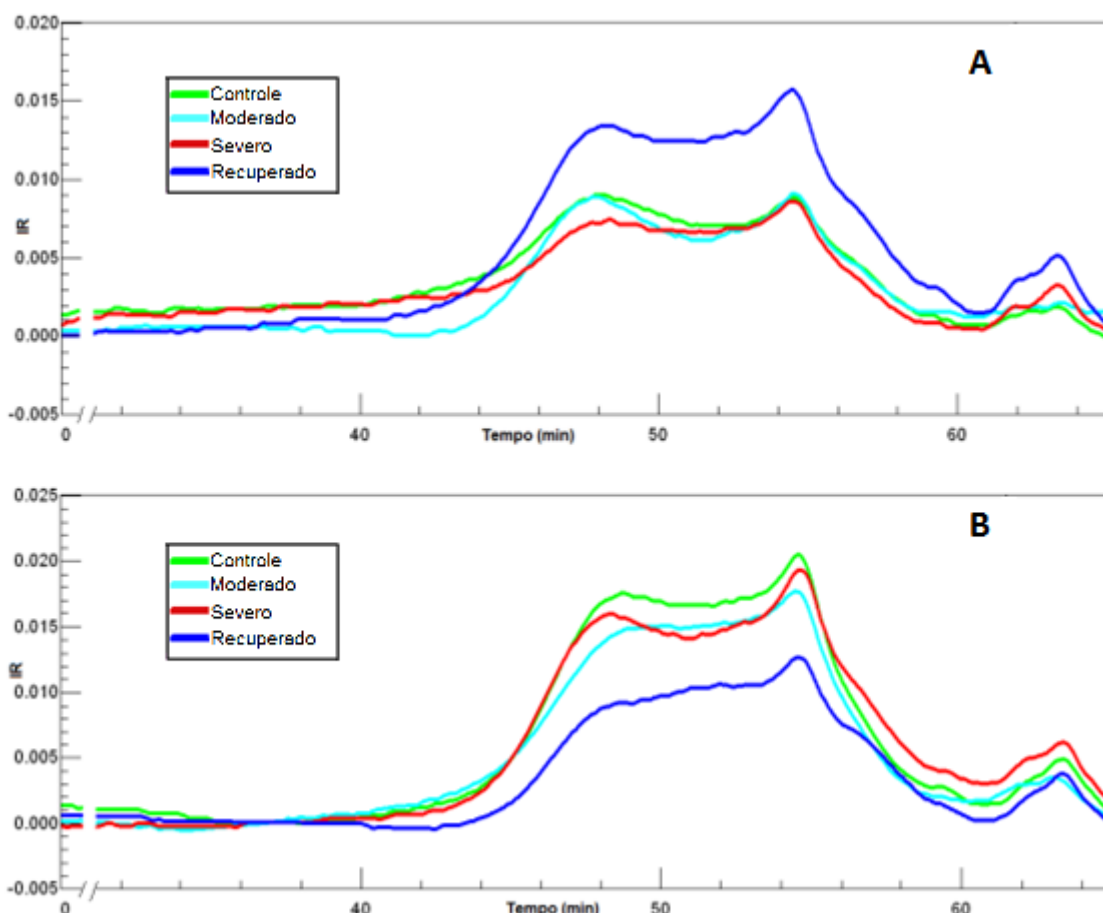 0.020
A
0.015
Controle
Moderado
Severo
Recuperado
0.010
IR
0.005
0.000
-0.005
0 40 Tempo (min) 50 60
0.025
B
0.020
Controle
Moderado
Severo
Recuperado
0.015
IR
0.010
0.005
0.000
-0.005
0 40 Tempo (min) 50 60